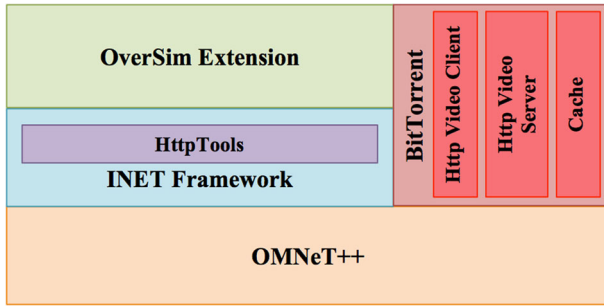 OverSim Extension
HttpTools
INET Framework
BitTorrent
Http Video Client
Http Video
Server
Cache
OMNeT++